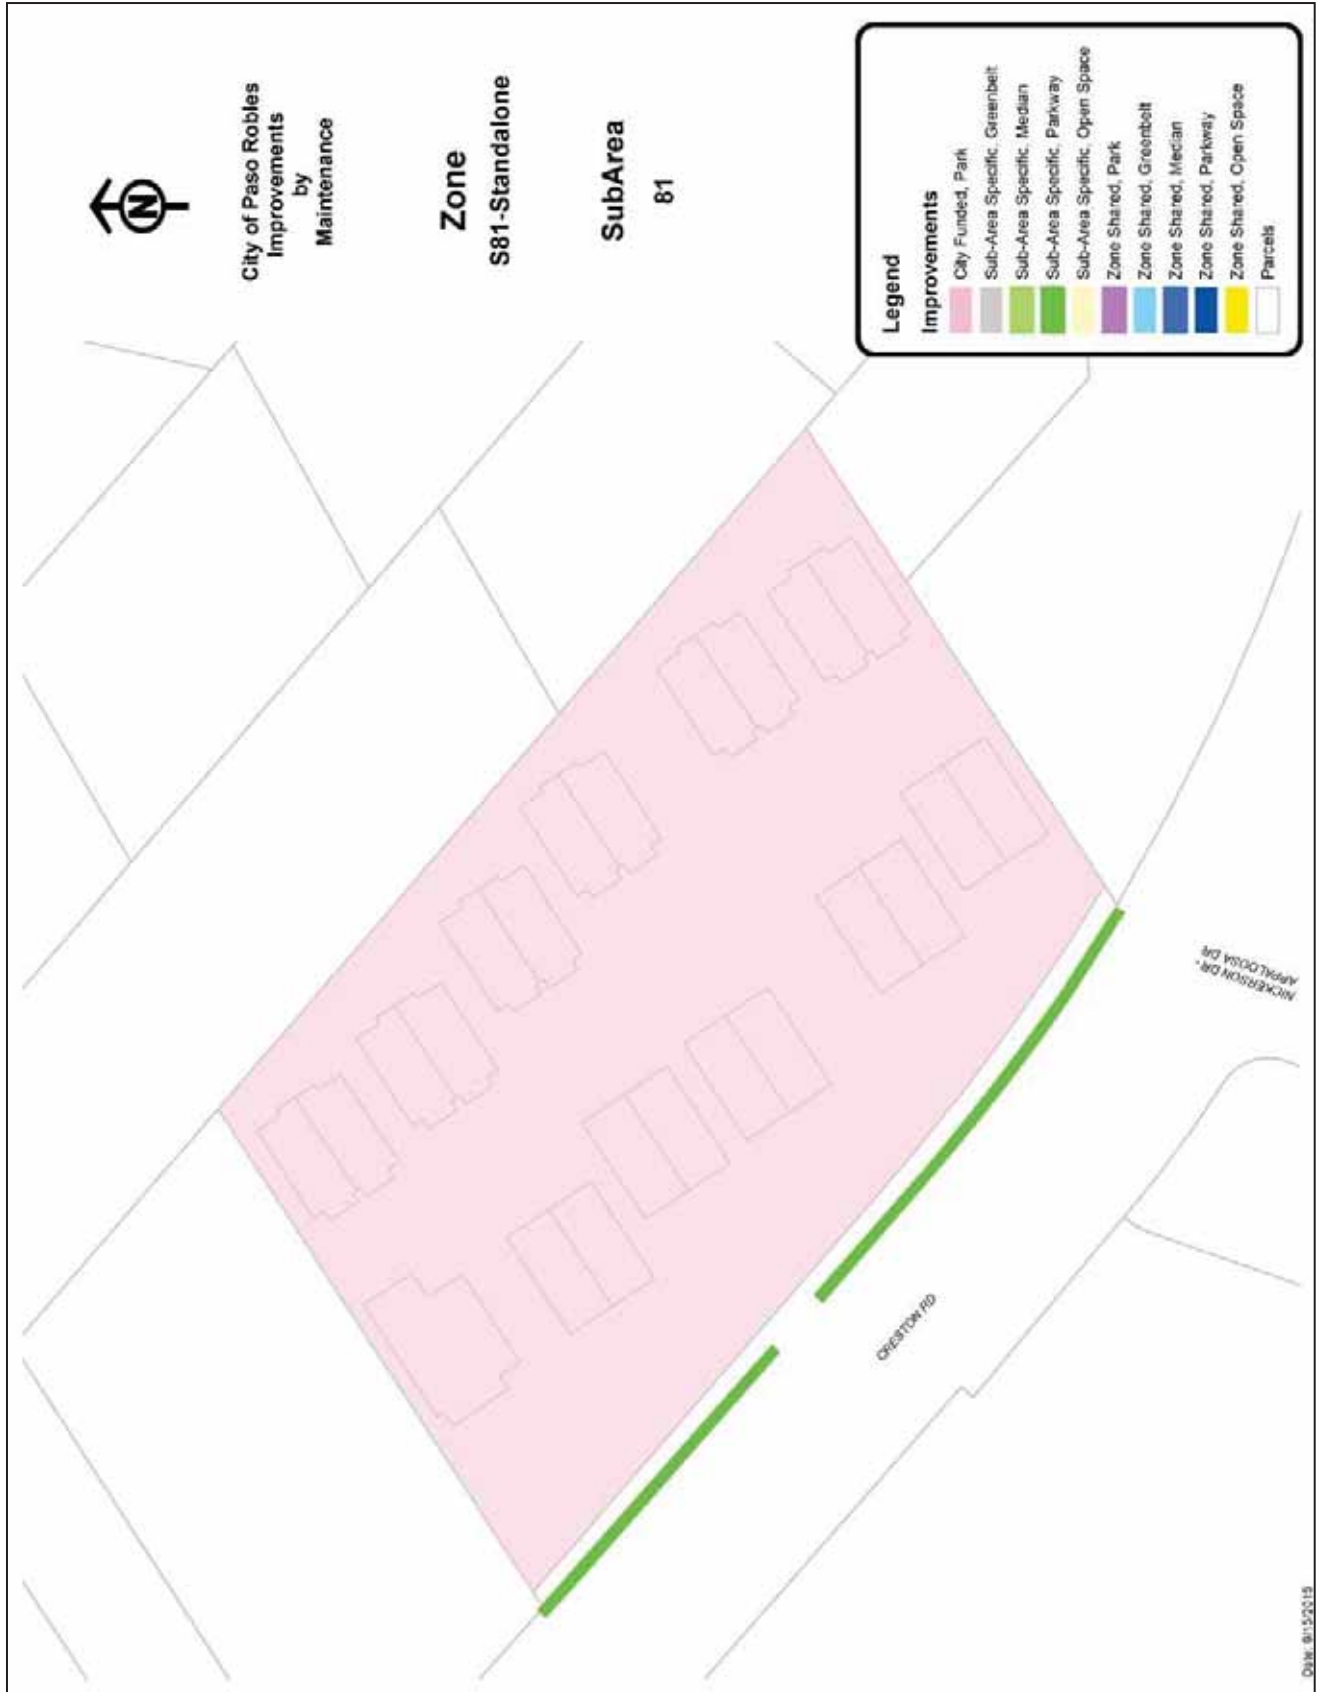 N
City of Paso Robles
Improvements
by
Maintenance
Zone
S81-Standalone
SubArea
81
Legend
Improvements
City Funded, Park
Sub-Area Specific, Greenbelt
Sub-Area Specific, Median
Sub-Area Specific, Parkway
Sub-Area Specific, Open Space
Zone Shared, Park
Zone Shared, Greenbelt
Zone Shared, Median
Zone Shared, Parkway
Zone Shared, Open Space
Parcels
CRESTON RD
NICKERSON DR -
APPALOOSA DR
Date: